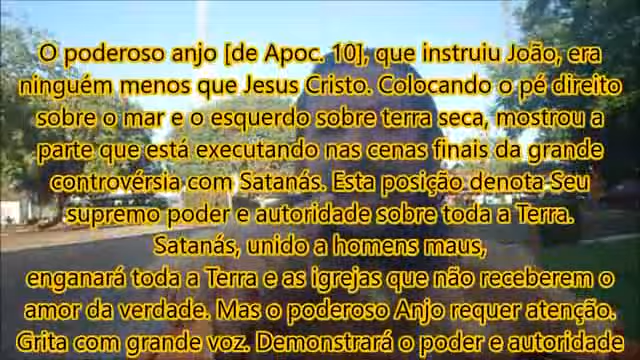 O poderoso anjo [de Apoc. 10], que instruiu João, era
ninguém menos que Jesus Cristo. Colocando o pé direito
sobre o mar e o esquerdo sobre terra seca, mostrou a
parte que está executando nas cenas finais da grande
controvérsia com Satanás. Esta posição denota Seu
supremo poder e autoridade sobre toda a Terra.
Satanás, unido a homens maus,
enganará toda a Terra e as igrejas que não receberem o
amor da verdade. Mas o poderoso Anjo requer atenção.
Grita com grande voz. Demonstrará o poder e autoridade